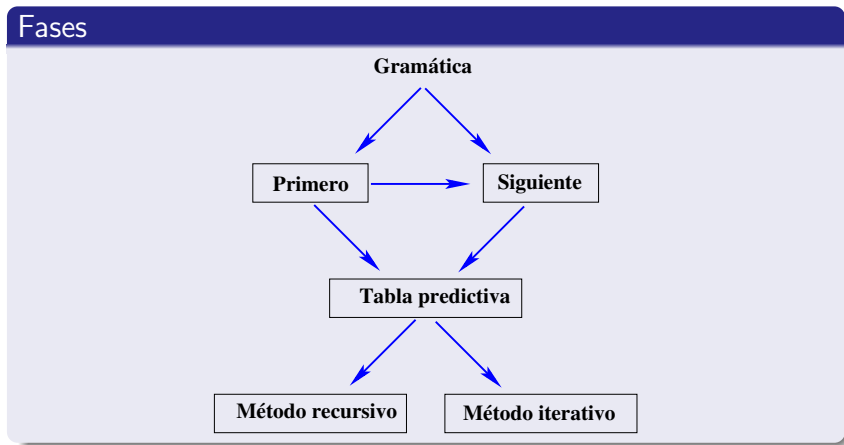 Fases
Gramática
Primero
Siguiente
Tabla predictiva
Método recursivo
Método iterativo